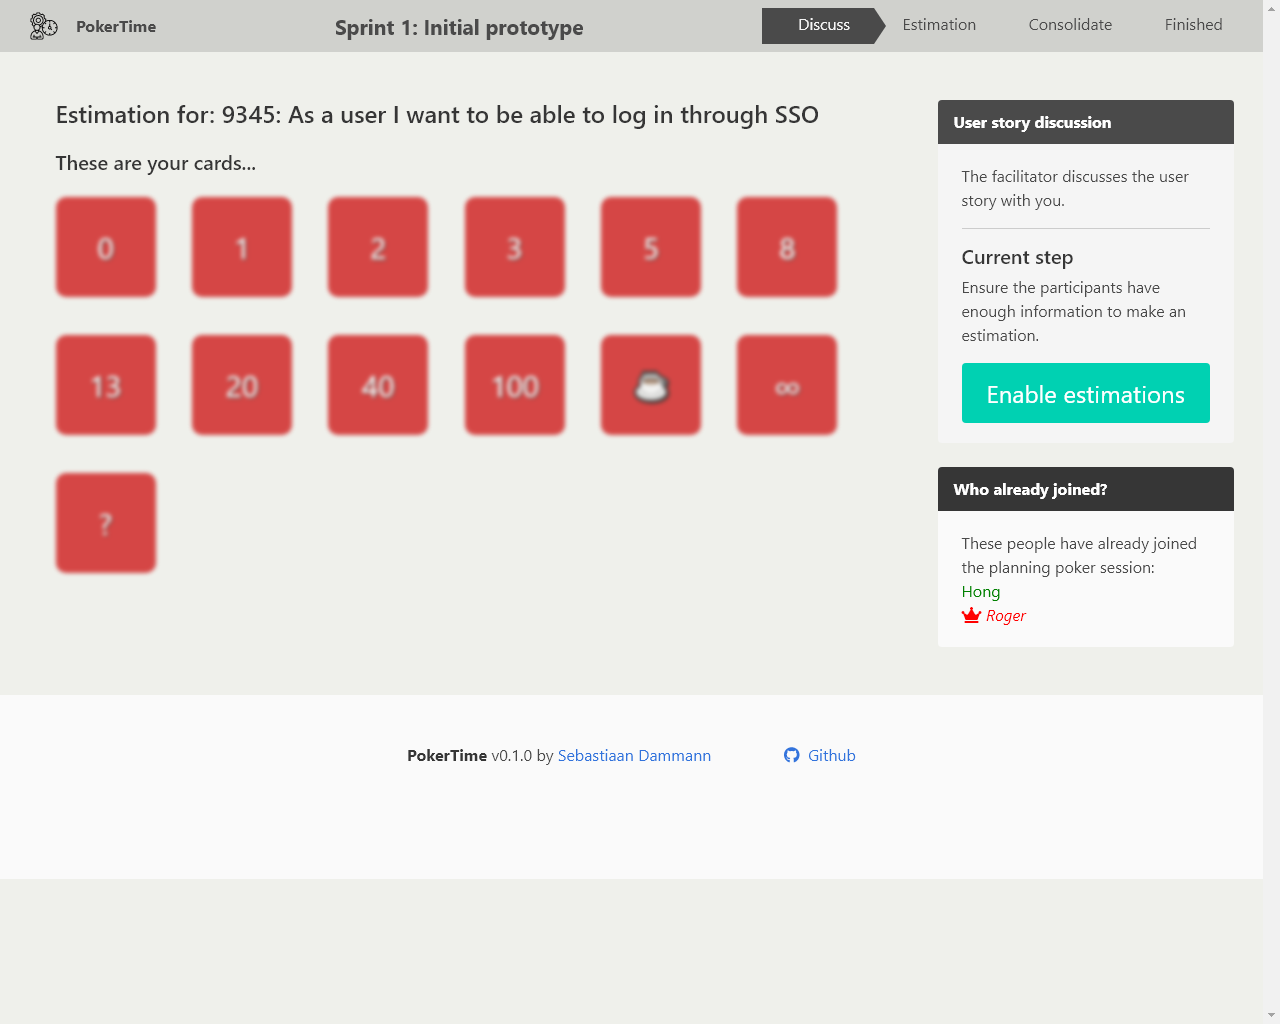 PokerTime
Sprint 1: Initial prototype
Discuss
Estimation
Consolidate
Finished
Estimation for: 9345: As a user I want to be able to log in through SSO
These are your cards...
0
1
2
3
5
8
13
20
40
100
∞
?
User story discussion
The facilitator discusses the user
story with you.
Current step
Ensure the participants have
enough information to make an
estimation.
Enable estimations
Who already joined?
These people have already joined
the planning poker session:
Hong
Roger
PokerTime v0.1.0 by Sebastiaan Dammann
Github